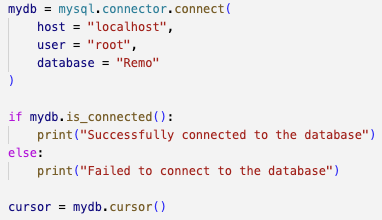 mydb = mysql.connector.connect(
    host = "localhost",
    user = "root",
    database = "Remo"
)
if mydb.is_connected():
    print("Successfully connected to the database")
else:
    print("Failed to connect to the database")
cursor = mydb.cursor()